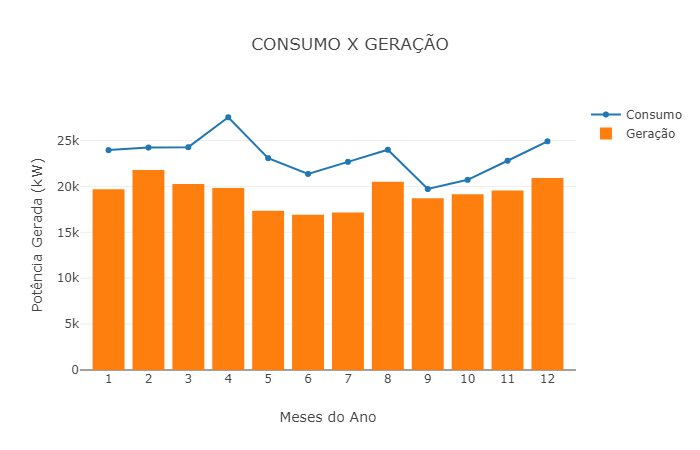 CONSUMO X GERAÇÃO
Consumo
Geração
25k
20k
15k
10k
5k
0
Potência Gerada (kW)
1 2 3 4 5 6 7 8 9 10 11 12
Meses do Ano